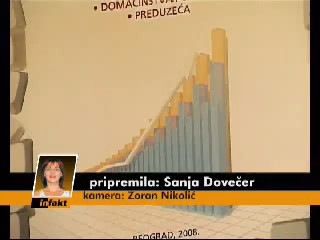 • DOMAĆINSTVA
• PREDUZEĆA
pripremila: Sanja Dovečer
kamera: Zoran Nikolić
infakt
BEOGRAD, 2008.